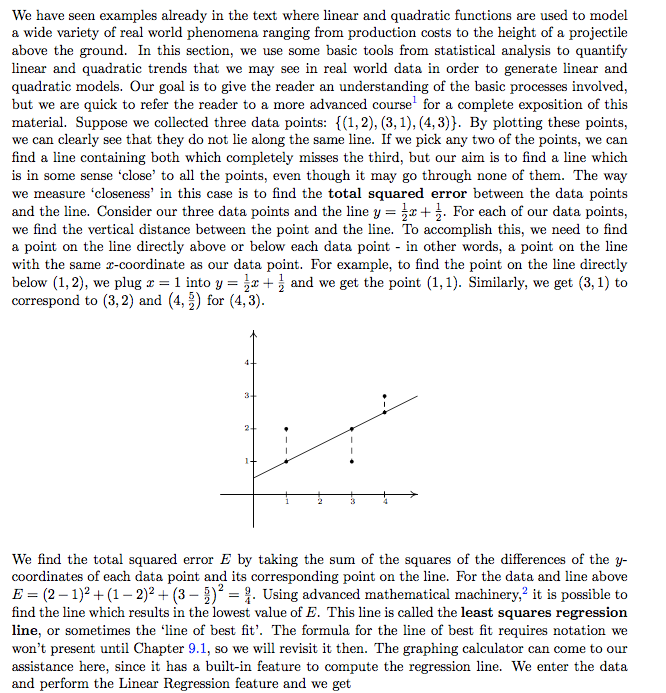 We have seen examples already in the text where linear and quadratic functions are used to model
a wide variety of real world phenomena ranging from production costs to the height of a projectile
above the ground. In this section, we use some basic tools from statistical analysis to quantify
linear and quadratic trends that we may see in real world data in order to generate linear and
quadratic models. Our goal is to give the reader an understanding of the basic processes involved,
but we are quick to refer the reader to a more advanced course¹ for a complete exposition of this
material. Suppose we collected three data points: {(1, 2), (3, 1), (4, 3)}. By plotting these points,
we can clearly see that they do not lie along the same line. If we pick any two of the points, we can
find a line containing both which completely misses the third, but our aim is to find a line which
is in some sense ‘close’ to all the points, even though it may go through none of them. The way
we measure ‘closeness’ in this case is to find the total squared error between the data points
and the line. Consider our three data points and the line y = ½x + ½. For each of our data points,
we find the vertical distance between the point and the line. To accomplish this, we need to find
a point on the line directly above or below each data point - in other words, a point on the line
with the same x-coordinate as our data point. For example, to find the point on the line directly
below (1, 2), we plug x = 1 into y = ½x + ½ and we get the point (1, 1). Similarly, we get (3, 1) to
correspond to (3, 2) and (4, 5/2) for (4, 3).
4
3
2
1
1 2 3 4
We find the total squared error E by taking the sum of the squares of the differences of the y-
coordinates of each data point and its corresponding point on the line. For the data and line above
E = (2 − 1)² + (1 − 2)² + (3 − 5/2)² = 9/4. Using advanced mathematical machinery,² it is possible to
find the line which results in the lowest value of E. This line is called the least squares regression
line, or sometimes the ‘line of best fit’. The formula for the line of best fit requires notation we
won’t present until Chapter 9.1, so we will revisit it then. The graphing calculator can come to our
assistance here, since it has a built-in feature to compute the regression line. We enter the data
and perform the Linear Regression feature and we get